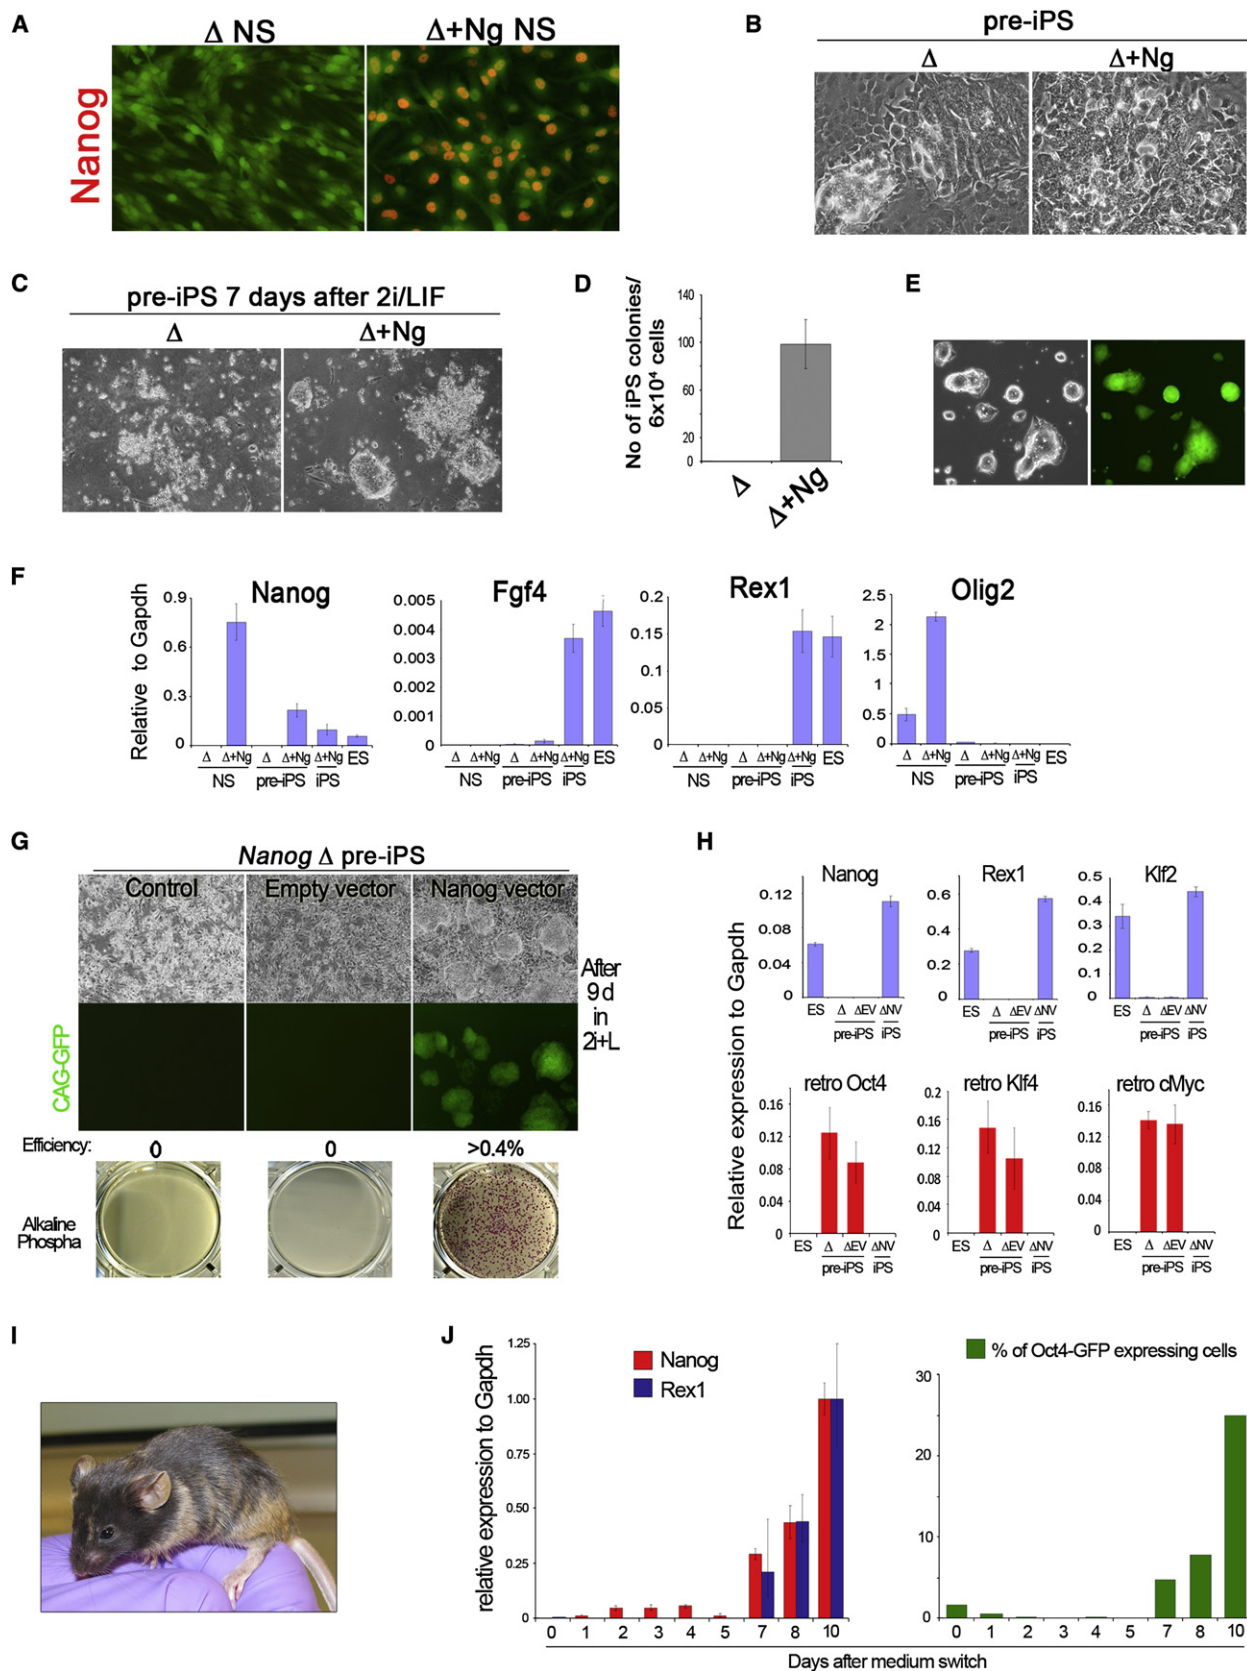 A
Δ NS
Δ+Ng NS
Nanog
B
pre-iPS
Δ
Δ+Ng
C
pre-iPS 7 days after 2i/LIF
Δ
Δ+Ng
D
No of iPS colonies/
6x10⁴ cells
140
120
100
80
60
40
20
0
Δ
Δ+Ng
E
F
Relative to Gapdh
Nanog
0.9
0.6
0.3
0
Δ Δ+Ng Δ Δ+Ng Δ+Ng ES
NS pre-iPS iPS
Fgf4
0.005
0.004
0.003
0.002
0.001
0
Δ Δ+Ng Δ Δ+Ng Δ+Ng ES
NS pre-iPS iPS
Rex1
0.2
0.15
0.1
0.05
0
Δ Δ+Ng Δ Δ+Ng Δ+Ng ES
NS pre-iPS iPS
Olig2
2.5
2
1.5
1
0.5
0
Δ Δ+Ng Δ Δ+Ng Δ+Ng ES
NS pre-iPS iPS
G
Nanog Δ pre-iPS
Control Empty vector Nanog vector
After
9 d
in
2i+L
CAG-GFP
Efficiency: 0 0 >0.4%
Alkaline
Phospha
H
Relative expression to Gapdh
Nanog
0.12
0.08
0.04
0
ES Δ ΔEV ΔNV
pre-iPS iPS
Rex1
0.6
0.4
0.2
0
ES Δ ΔEV ΔNV
pre-iPS iPS
Klf2
0.5
0.4
0.3
0.2
0.1
0
ES Δ ΔEV ΔNV
pre-iPS iPS
retro Oct4
0.16
0.12
0.08
0.04
0
ES Δ ΔEV ΔNV
pre-iPS iPS
retro Klf4
0.16
0.12
0.08
0.04
0
ES Δ ΔEV ΔNV
pre-iPS iPS
retro cMyc
0.16
0.12
0.08
0.04
0
ES Δ ΔEV ΔNV
pre-iPS iPS
I
J
relative expression to Gapdh
1.25
1.00
0.75
0.50
0.25
0
Nanog
Rex1
0 1 2 3 4 5 7 8 10
% of Oct4-GFP expressing cells
30
20
10
0
0 1 2 3 4 5 7 8 10
Days after medium switch